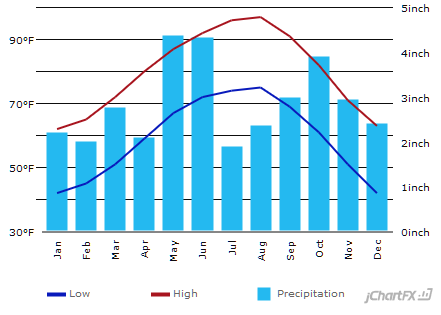 5inch
90°F
4inch
70°F
3inch
2inch
50°F
1inch
30°F
0inch
Jan Feb Mar Apr May Jun Jul Aug Sep Oct Nov Dec
Low High Precipitation
jChartFX